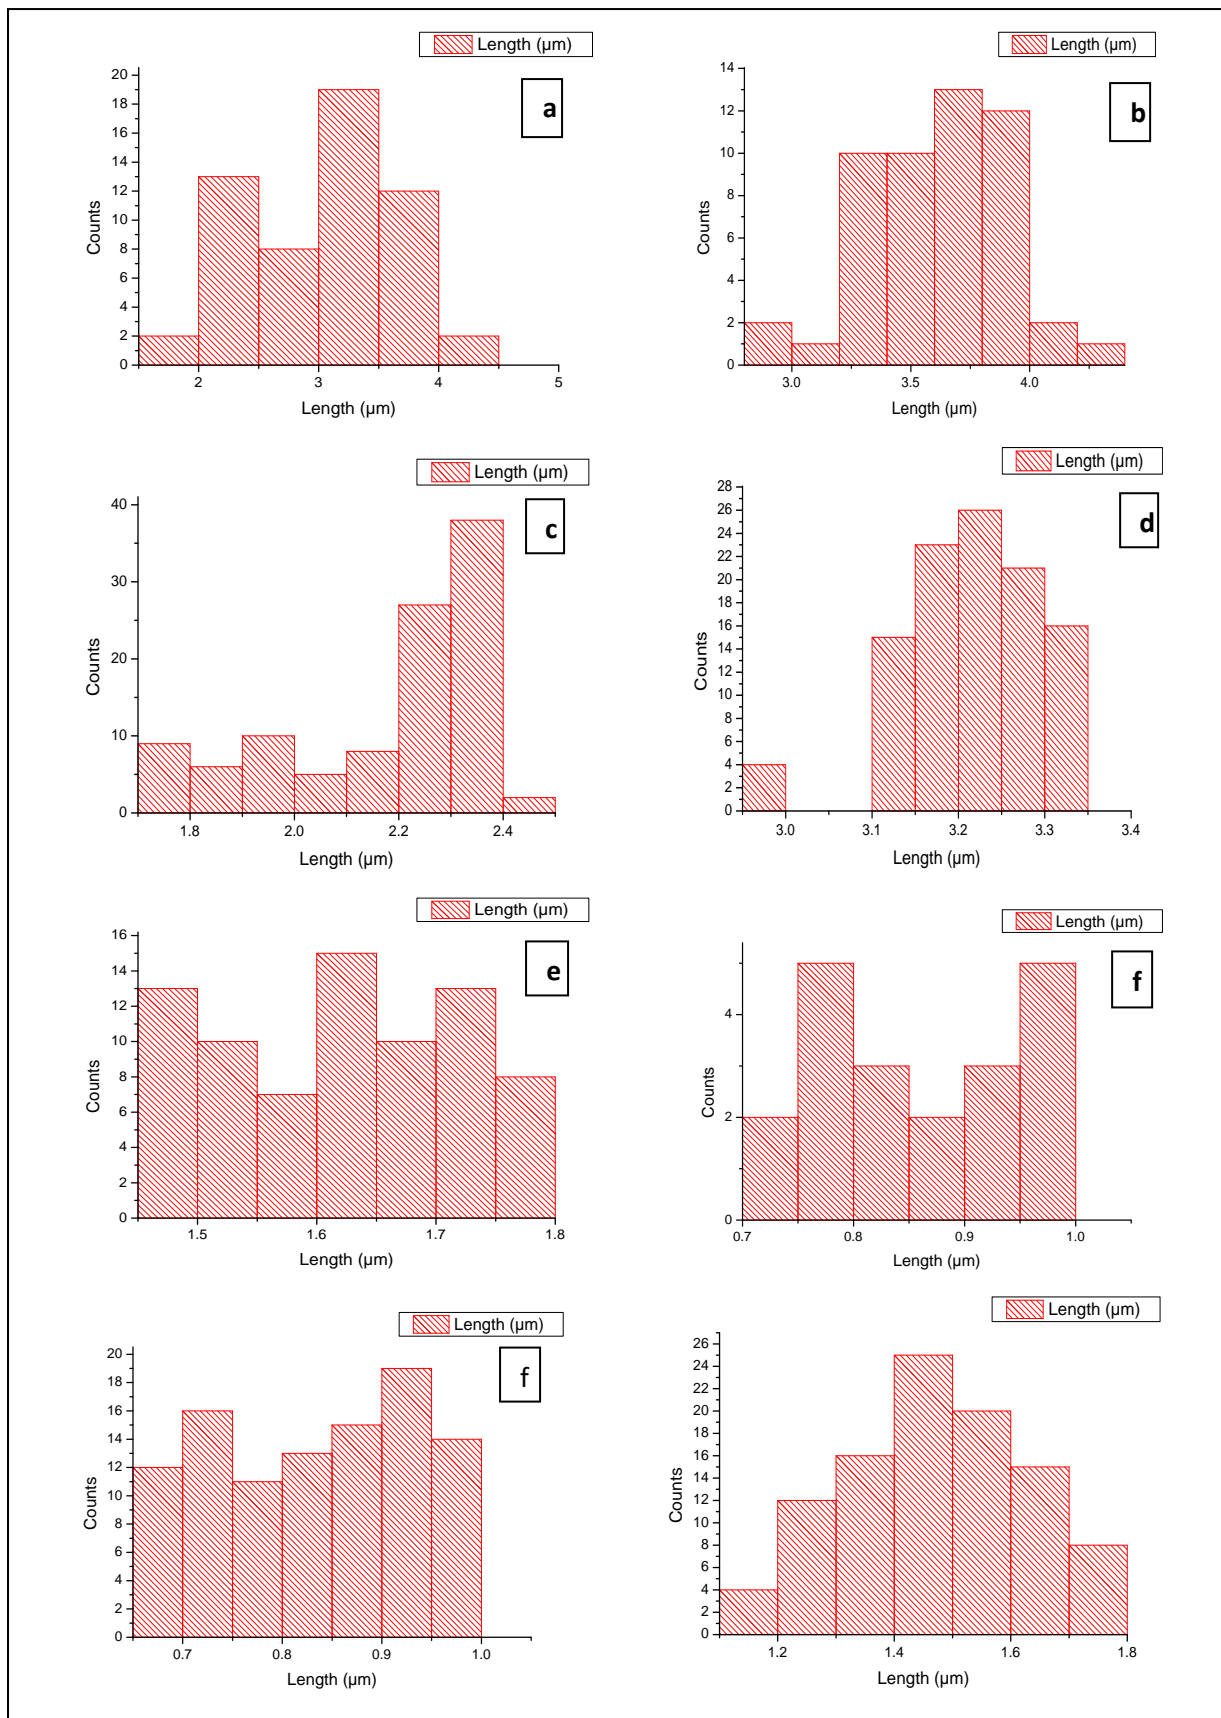 Length (µm)
a
20
18
16
14
12
10
8
6
4
2
0
Counts
2 3 4 5
Length (µm)
Length (µm)
b
14
12
10
8
6
4
2
0
Counts
3.0 3.5 4.0
Length (µm)
Length (µm)
c
40
30
20
10
0
Counts
1.8 2.0 2.2 2.4
Length (µm)
Length (µm)
d
28
26
24
22
20
18
16
14
12
10
8
6
4
2
0
Counts
3.0 3.1 3.2 3.3 3.4
Length (µm)
Length (µm)
e
16
14
12
10
8
6
4
2
0
Counts
1.5 1.6 1.7 1.8
Length (µm)
Length (µm)
f
4
2
0
Counts
0.7 0.8 0.9 1.0
Length (µm)
Length (µm)
f
20
18
16
14
12
10
8
6
4
2
0
Counts
0.7 0.8 0.9 1.0
Length (µm)
Length (µm)
26
24
22
20
18
16
14
12
10
8
6
4
2
0
Counts
1.2 1.4 1.6 1.8
Length (µm)